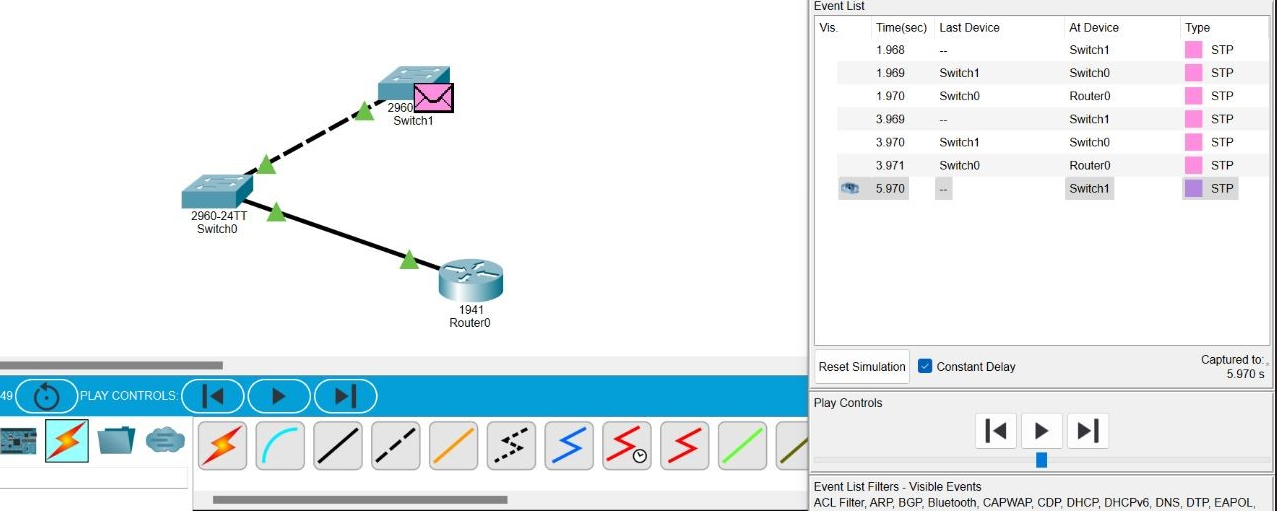 Event List
Vis. Time(sec) Last Device At Device Type
1.968 -- Switch1 STP
1.969 Switch1 Switch0 STP
1.970 Switch0 Router0 STP
3.969 -- Switch1 STP
3.970 Switch1 Switch0 STP
3.971 Switch0 Router0 STP
5.970 -- Switch1 STP
2960
Switch1
2960-24TT
Switch0
1941
Router0
Reset Simulation Constant Delay Captured to:
5.970 s
49 PLAY CONTROLS:
Play Controls
Event List Filters - Visible Events
ACL Filter, ARP, BGP, Bluetooth, CAPWAP, CDP, DHCP, DHCPv6, DNS, DTP, EAPOL,